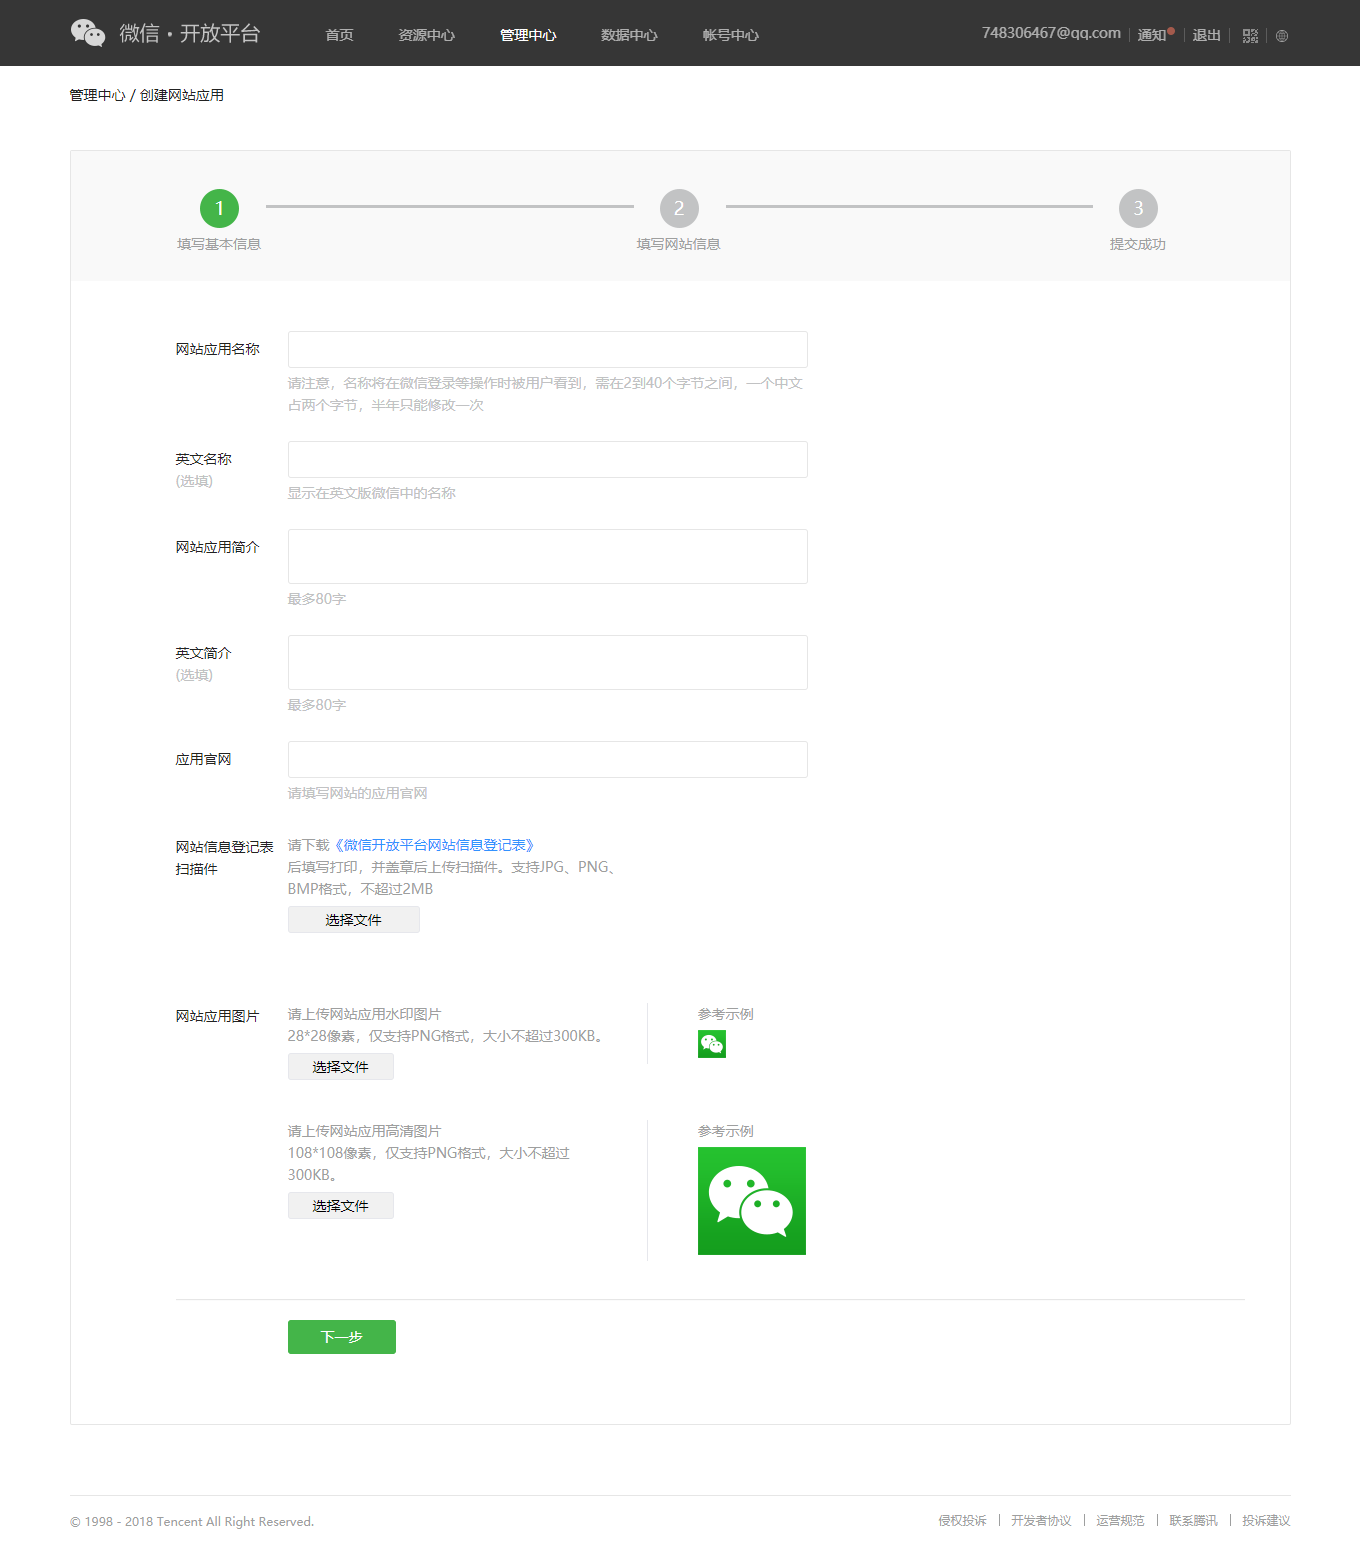 微信·开放平台 首页 资源中心 管理中心 数据中心 帐号中心 748306467@qq.com 通知 退出
管理中心 / 创建网站应用
1 2 3
填写基本信息 填写网站信息 提交成功
网站应用名称
请注意，名称将在微信登录等操作时被用户看到，需在2到40个字节之间，一个中文
占两个字节，半年只能修改一次
英文名称
(选填)
显示在英文版微信中的名称
网站应用简介
最多80字
英文简介
(选填)
最多80字
应用官网
请填写网站的应用官网
网站信息登记表
扫描件
请下载《微信开放平台网站信息登记表》
后填写打印，并盖章后上传扫描件。支持JPG、PNG、
BMP格式，不超过2MB
选择文件
网站应用图片
请上传网站应用水印图片
28*28像素，仅支持PNG格式，大小不超过300KB。
选择文件
参考示例
请上传网站应用高清图片
108*108像素，仅支持PNG格式，大小不超过
300KB。
选择文件
参考示例
下一步
© 1998 - 2018 Tencent All Right Reserved. 侵权投诉 开发者协议 运营规范 联系腾讯 投诉建议